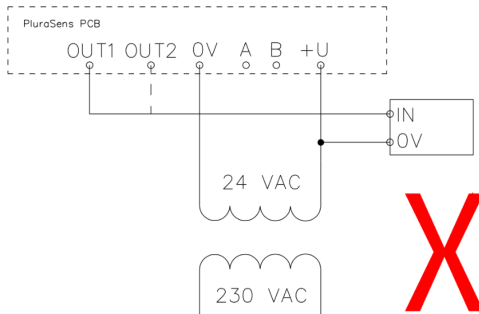 PluraSens PCB
OUT1 OUT2 0V A B +U
IN
0V
24 VAC
230 VAC
X